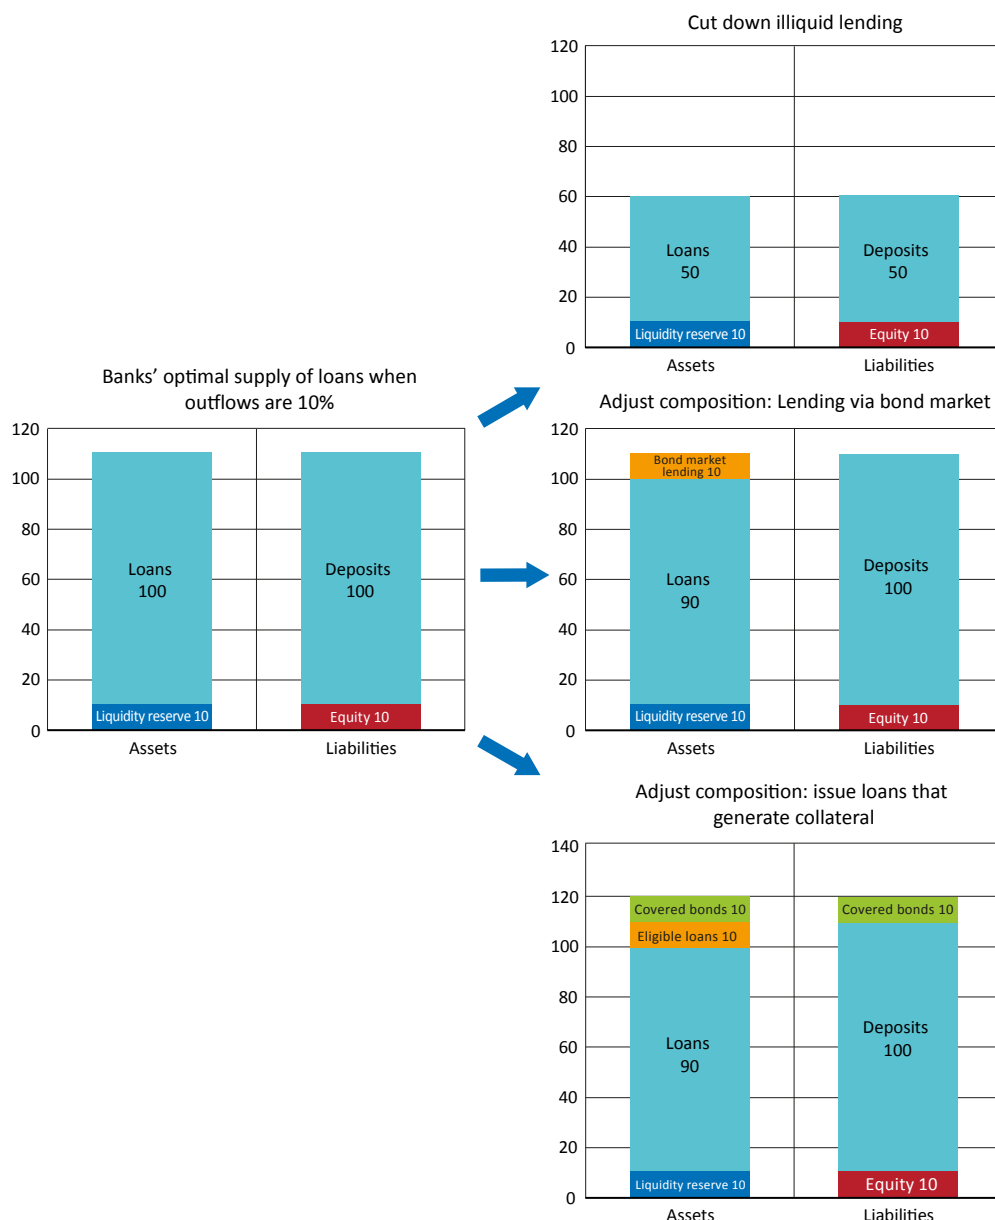 Cut down illiquid lending
120
100
80
60
40
20
0
Loans
50
Liquidity reserve 10
Deposits
50
Equity 10
Assets
Liabilities
Banks’ optimal supply of loans when
outflows are 10%
120
100
80
60
40
20
0
Loans
100
Liquidity reserve 10
Deposits
100
Equity 10
Assets
Liabilities
Adjust composition: Lending via bond market
120
100
80
60
40
20
0
Bond market
lending 10
Loans
90
Liquidity reserve 10
Deposits
100
Equity 10
Assets
Liabilities
Adjust composition: issue loans that
generate collateral
140
120
100
80
60
40
20
0
Covered bonds 10
Eligible loans 10
Loans
90
Liquidity reserve 10
Covered bonds 10
Deposits
100
Equity 10
Assets
Liabilities